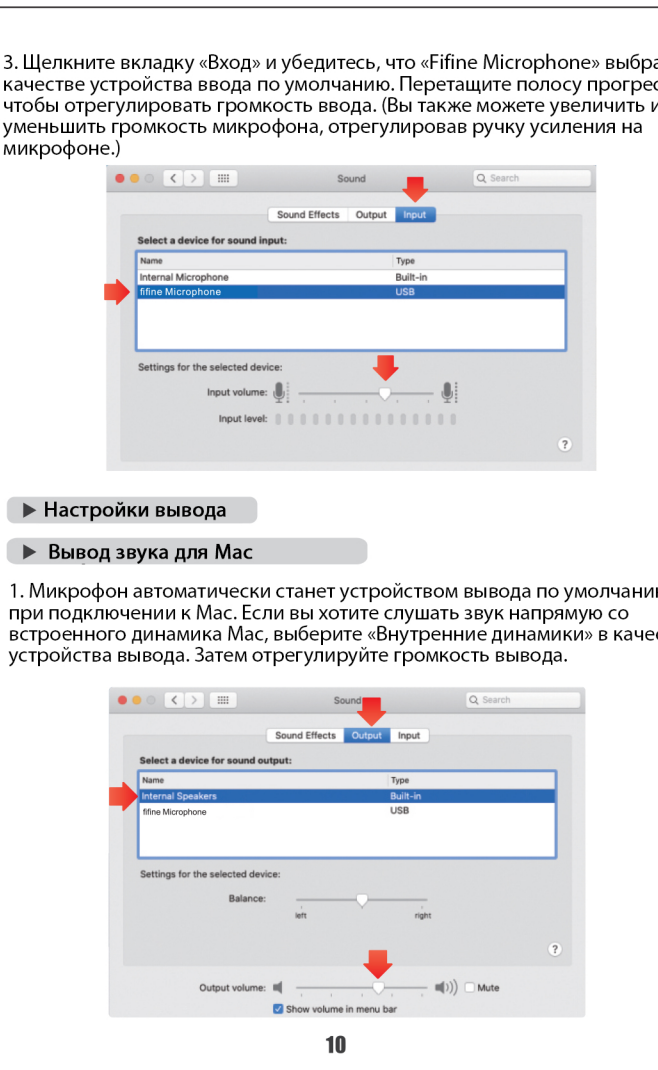 3. Щелкните вкладку «Вход» и убедитесь, что «Fifine Microphone» выбра
качестве устройства ввода по умолчанию. Перетащите полосу прогрес
чтобы отрегулировать громкость ввода. (Вы также можете увеличить и
уменьшить громкость микрофона, отрегулировав ручку усиления на
микрофоне.)
Sound
Search
Sound Effects Output Input
Select a device for sound input:
Name Type
Internal Microphone Built-in
fifine Microphone USB
Settings for the selected device:
Input volume:
Input level:
?
▶ Настройки вывода
▶ Вывод звука для Mac
1. Микрофон автоматически станет устройством вывода по умолчани
при подключении к Mac. Если вы хотите слушать звук напрямую со
встроенного динамика Mac, выберите «Внутренние динамики» в качес
устройства вывода. Затем отрегулируйте громкость вывода.
Sound
Search
Sound Effects Output Input
Select a device for sound output:
Name Type
Internal Speakers Built-in
fifine Microphone USB
Settings for the selected device:
Balance:
left right
?
Output volume: Mute
Show volume in menu bar
10